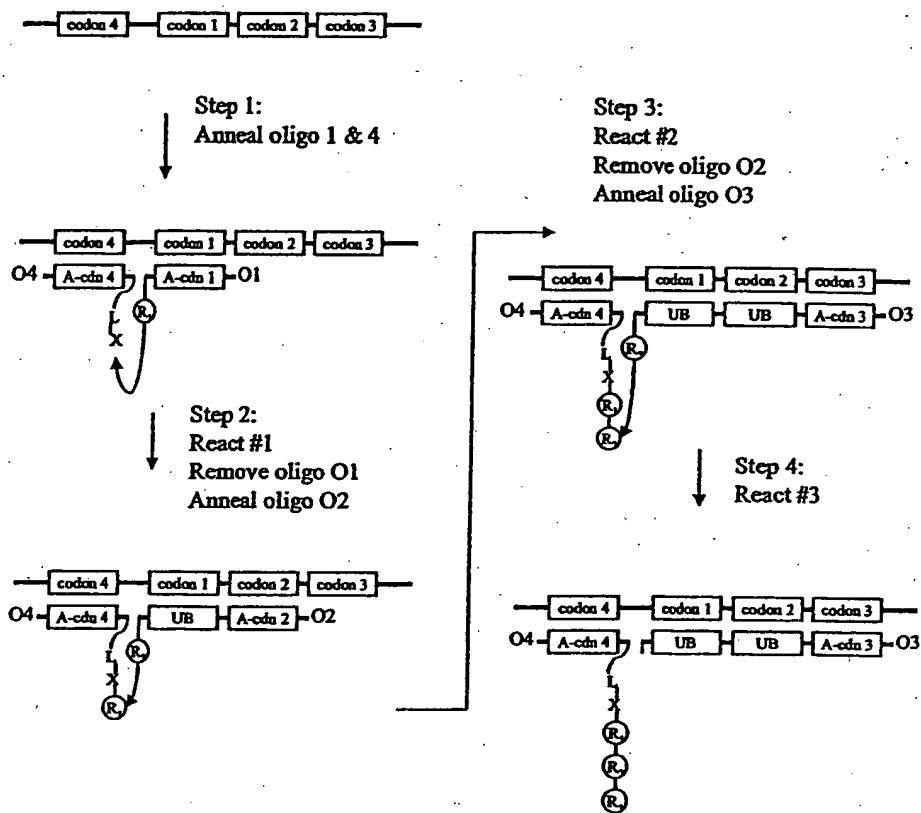 codon 4 codon 1 codon 2 codon 3
Step 1:
Anneal oligo 1 & 4
codon 4 codon 1 codon 2 codon 3
O4 A-cdn 4 A-cdn 1 O1
R
L
X
Step 2:
React #1
Remove oligo O1
Anneal oligo O2
codon 4 codon 1 codon 2 codon 3
O4 A-cdn 4 UB A-cdn 2 O2
R
L
X
R
Step 3:
React #2
Remove oligo O2
Anneal oligo O3
codon 4 codon 1 codon 2 codon 3
O4 A-cdn 4 UB UB A-cdn 3 O3
R
L
X
R
R
Step 4:
React #3
codon 4 codon 1 codon 2 codon 3
O4 A-cdn 4 UB UB A-cdn 3 O3
L
X
R
R
R